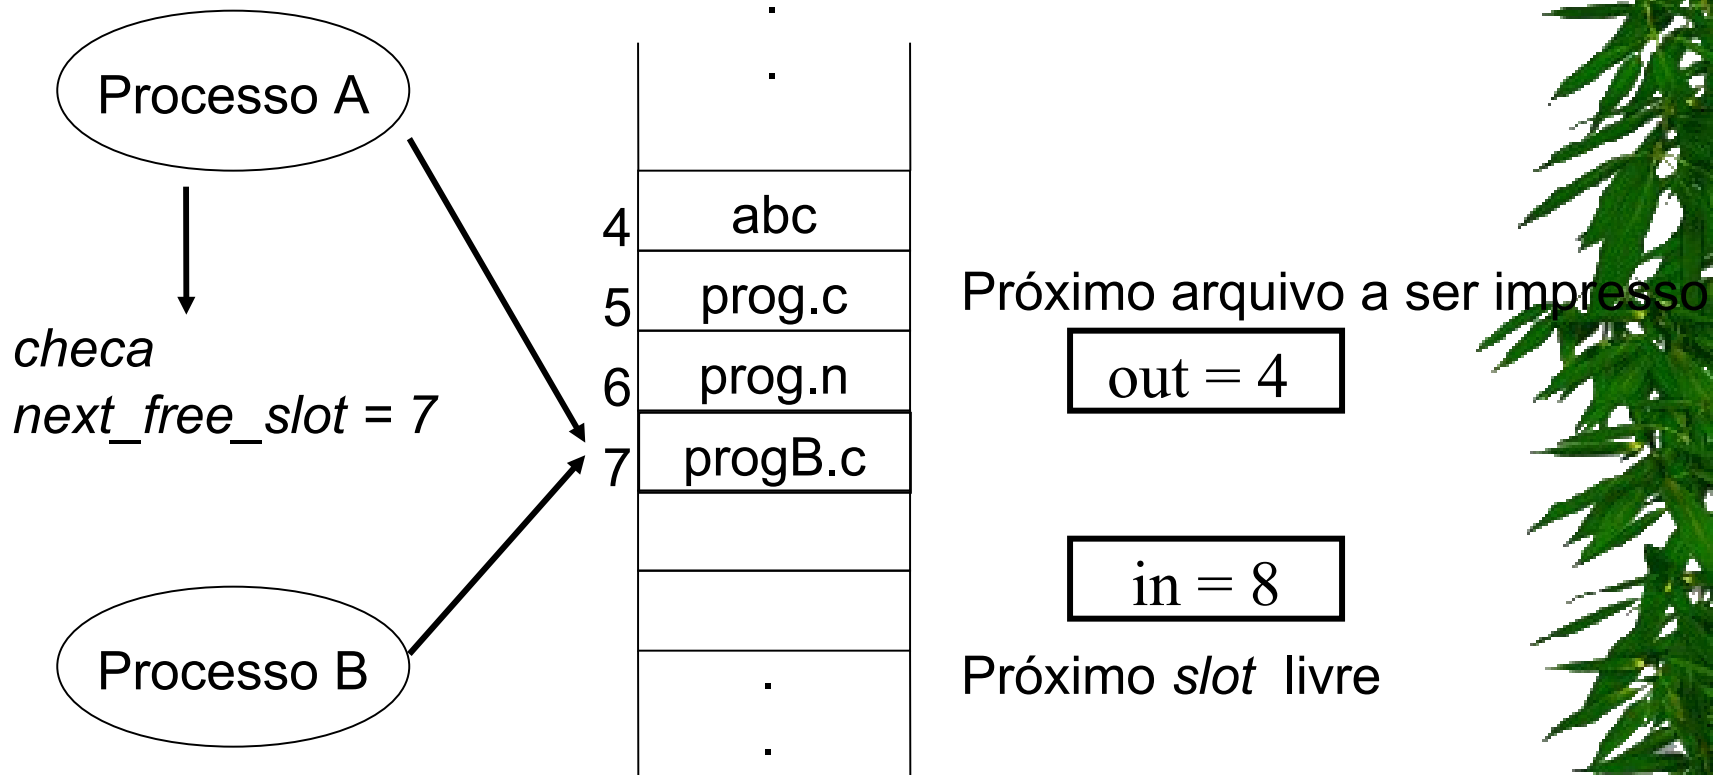 Processo A
checa
next_free_slot = 7
Processo B
4 abc
5 prog.c
6 prog.n
7 progB.c
Próximo arquivo a ser impresso
out = 4
in = 8
Próximo slot livre